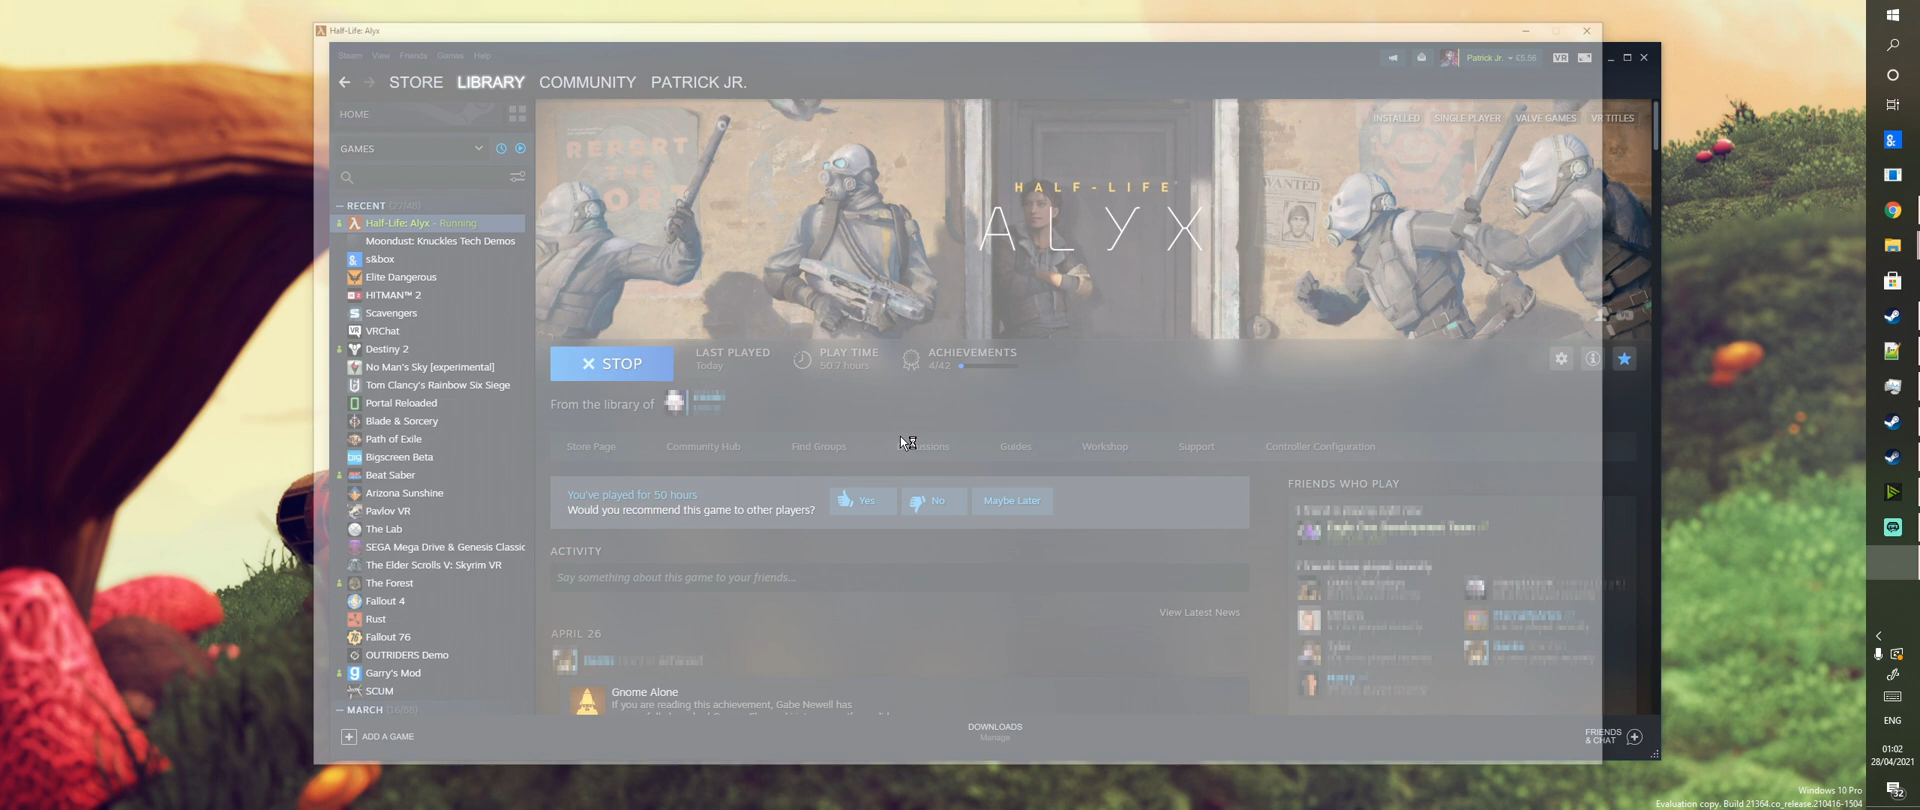 Half-Life: Alyx
Steam View Friends Games Help
Patrick Jr. £5.56 VR
STORE LIBRARY COMMUNITY PATRICK JR.
HOME
GAMES
RECENT (27/48)
Half-Life: Alyx - Running
Moondust: Knuckles Tech Demos
s&box
Elite Dangerous
HITMAN™ 2
Scavengers
VRChat
Destiny 2
No Man's Sky [experimental]
Tom Clancy's Rainbow Six Siege
Portal Reloaded
Blade & Sorcery
Path of Exile
Bigscreen Beta
Beat Saber
Arizona Sunshine
Pavlov VR
The Lab
SEGA Mega Drive & Genesis Classic
The Elder Scrolls V: Skyrim VR
The Forest
Fallout 4
Rust
Fallout 76
OUTRIDERS Demo
Garry's Mod
SCUM
MARCH
ADD A GAME
INSTALLED SINGLE PLAYER VALVE GAMES VR TITLES
REPORT
THE
WANTED
HALF-LIFE
ALYX
STOP
LAST PLAYED
Today
PLAY TIME
50.7 hours
ACHIEVEMENTS
4/42
From the library of
Store Page Community Hub Find Groups Guides Workshop Support Controller Configuration
You've played for 50 hours
Would you recommend this game to other players?
Yes No Maybe Later
FRIENDS WHO PLAY
ACTIVITY
Say something about this game to your friends...
View Latest News
APRIL 26
Gnome Alone
If you are reading this achievement, Gabe Newell has
DOWNLOADS
Manage
FRIENDS
& CHAT
ENG
01:02
28/04/2021
32
Windows 10 Pro
Evaluation copy. Build 21364.co_release.210416-1504